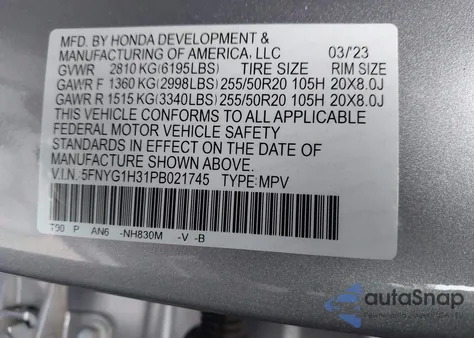 MFD. BY HONDA DEVELOPMENT &
MANUFACTURING OF AMERICA, LLC 03/'23
GVWR 2810 KG(6195LBS) TIRE SIZE RIM SIZE
GAWR F 1360 KG(2998LBS) 255/50R20 105H 20X8.0J
GAWR R 1515 KG(3340LBS) 255/50R20 105H 20X8.0J
THIS VEHICLE CONFORMS TO ALL APPLICABLE
FEDERAL MOTOR VEHICLE SAFETY
STANDARDS IN EFFECT ON THE DATE OF
MANUFACTURE SHOWN ABOVE.
V.I.N. 5FNYG1H31PB021745 TYPE: MPV
P AN6 -NH830M -V -B
autoSnap